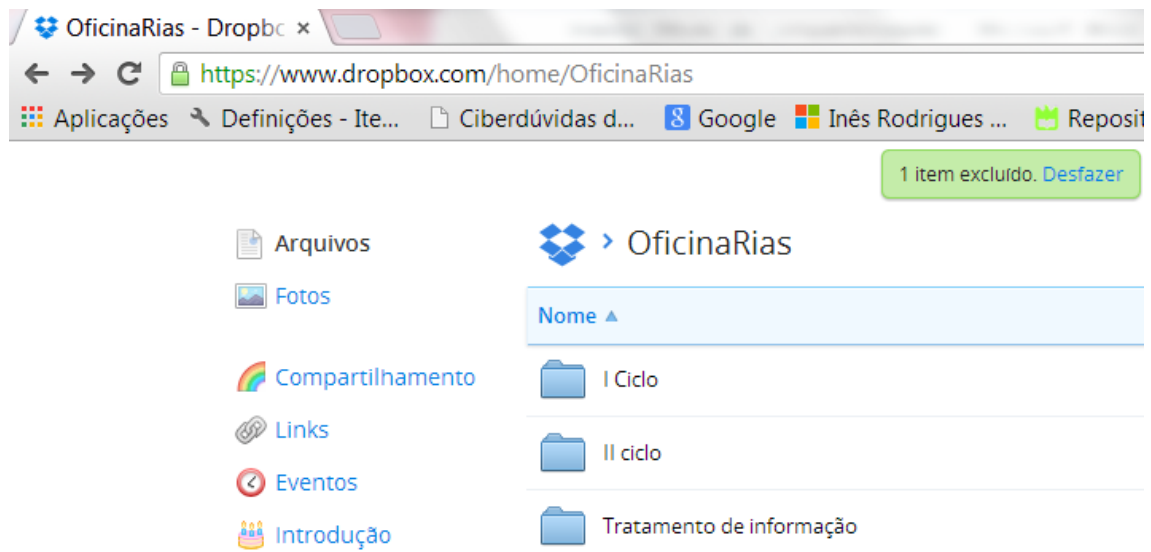 OficinaRias - Dropbc
https://www.dropbox.com/home/OficinaRias
Aplicações Definições - Ite... Ciberdúvidas d... Google Inês Rodrigues ... Reposit
1 item excluído. Desfazer
Arquivos
Fotos
Compartilhamento
Links
Eventos
Introdução
OficinaRias
Nome
I Ciclo
II ciclo
Tratamento de informação